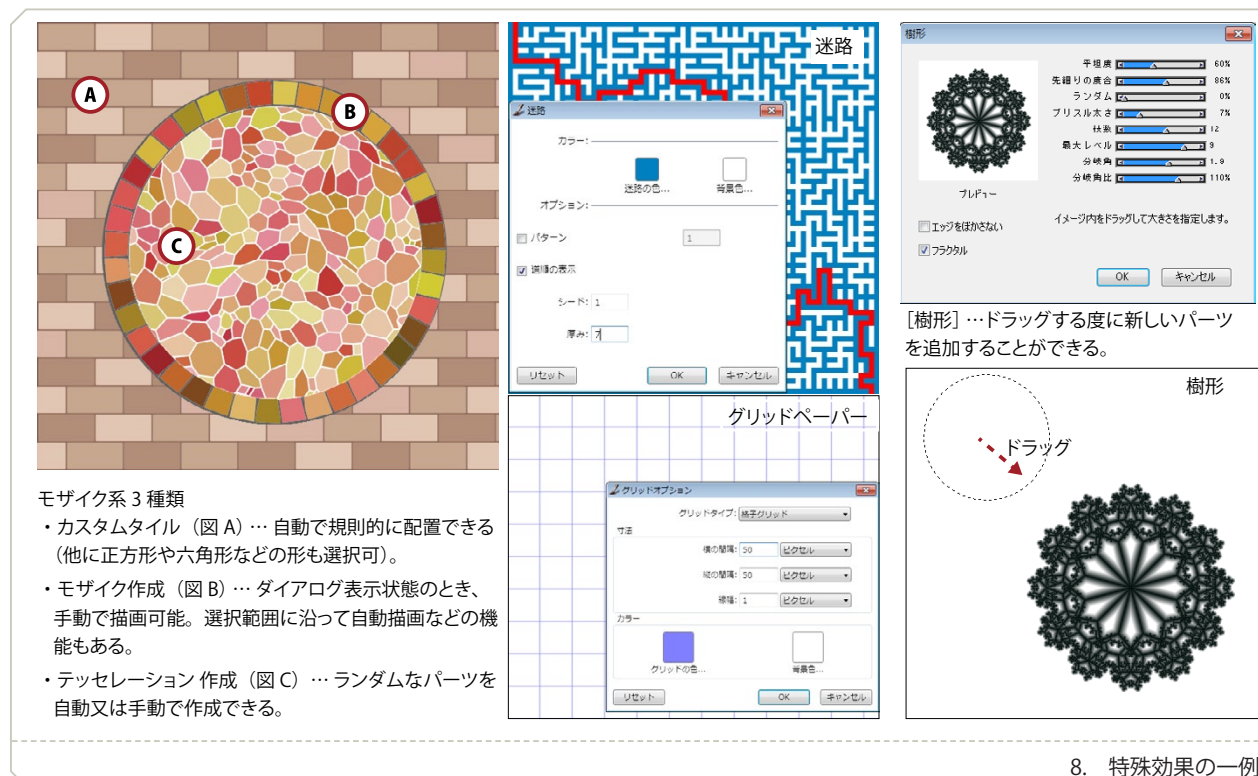 A
B
C
モザイク系 3 種類
・カスタムタイル（図 A）… 自動で規則的に配置できる
（他に正方形や六角形などの形も選択可）。
・モザイク作成（図 B）… ダイアログ表示状態のとき、
手動で描画可能。選択範囲に沿って自動描画などの機
能もある。
・テッセレーション 作成（図 C）… ランダムなパーツを
自動又は手動で作成できる。
迷路
迷路
カラー:
迷路の色...
背景色...
オプション:
パターン
1
道順の表示
シード: 1
厚み: 7
リセット
OK
キャンセル
グリッドペーパー
グリッドオプション
グリッドタイプ: 格子グリッド
寸法
横の間隔: 50 ピクセル
縦の間隔: 50 ピクセル
線幅: 1 ピクセル
カラー
グリッドの色...
背景色...
リセット
OK
キャンセル
樹形
平坦度 60%
先細りの度合 86%
ランダム 0%
ブリスル太さ 7%
枝数 12
最大レベル 9
分岐角 1.9
分岐角比 110%
プレビュー
エッジをぼかさない
フラクタル
イメージ内をドラッグして大きさを指定します。
OK
キャンセル
［樹形］…ドラッグする度に新しいパーツ
を追加することができる。
樹形
ドラッグ
8. 特殊効果の一例